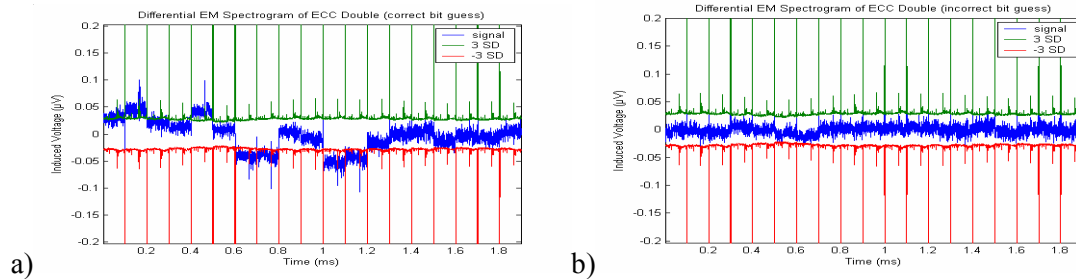 Differential EM Spectrogram of ECC Double (correct bit guess)
0.2
0.15
0.1
0.05
0
-0.05
-0.1
-0.15
-0.2
Induced Voltage (µV)
signal
3 SD
-3 SD
0.2 0.4 0.6 0.8 1 1.2 1.4 1.6 1.8
Time (ms)
a)
Differential EM Spectrogram of ECC Double (incorrect bit guess)
0.2
0.15
0.1
0.05
0
-0.05
-0.1
-0.15
-0.2
Induced Voltage (µV)
signal
3 SD
-3 SD
0.2 0.4 0.6 0.8 1 1.2 1.4 1.6 1.8
Time (ms)
b)